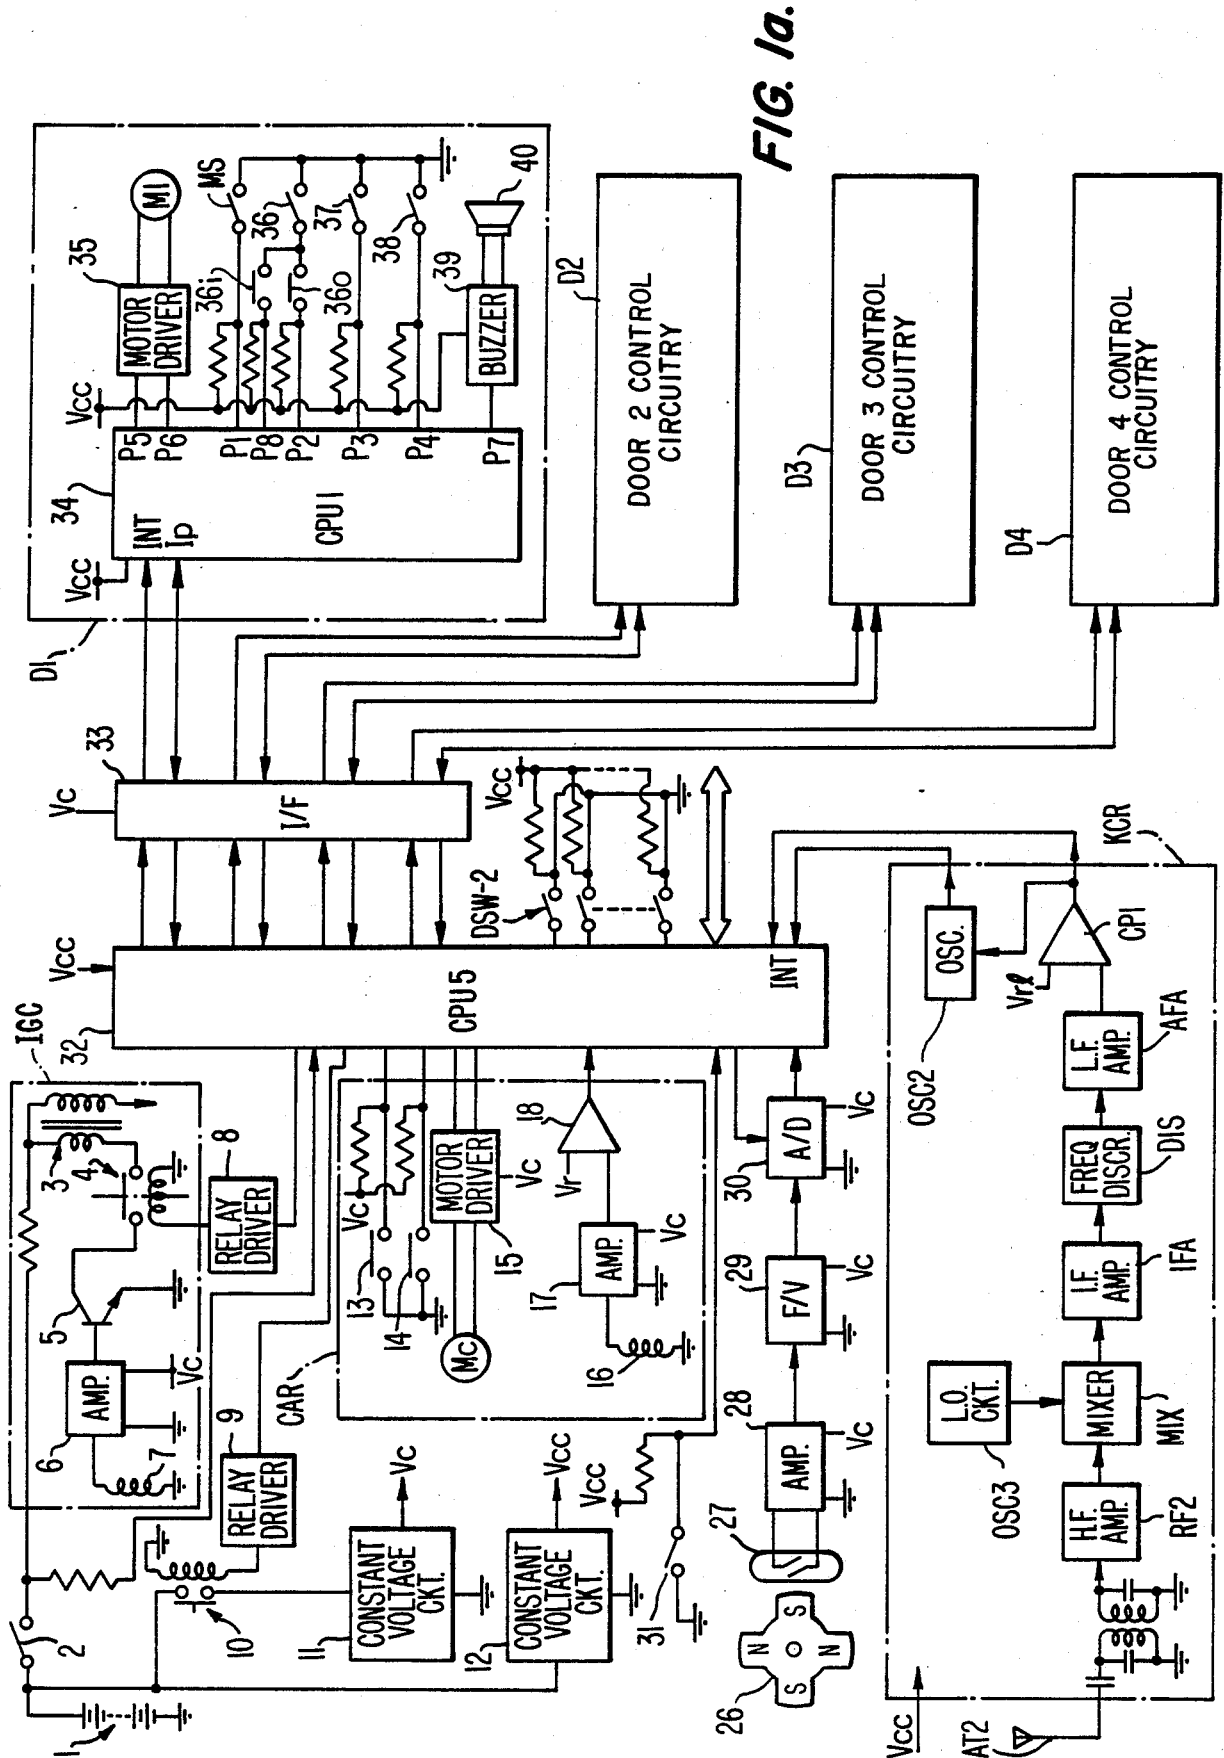 FIG. 1a.
1
2
IGC
3
4
5
6
AMP.
7
Vc
8
RELAY
DRIVER
9
RELAY
DRIVER
10
11
CONSTANT
VOLTAGE
CKT.
Vc
12
CONSTANT
VOLTAGE
CKT.
Vcc
CAR
13
14
Vc
Mc
15
MOTOR
DRIVER
Vc
16
17
AMP.
Vc
Vr
18
Vcc
31
26
N
S
N
S
27
28
AMP.
Vc
29
F/V
Vc
30
A/D
Vc
32
Vcc
CPU5
INT
DSW-2
Vcc
33
Vc
I/F
D1
Vcc
34
INT
Ip
CPU1
P5
P6
P1
P8
P2
P3
P4
P7
Vcc
35
MOTOR
DRIVER
M1
MS
36
36i
36o
37
38
39
BUZZER
40
D2
DOOR 2 CONTROL
CIRCUITRY
D3
DOOR 3 CONTROL
CIRCUITRY
D4
DOOR 4 CONTROL
CIRCUITRY
KCR
Vcc
AT2
H.F.
AMP.
RF2
MIXER
MIX
L.O.
CKT.
OSC3
I.F.
AMP.
IFA
FREQ
DISCR.
DIS
L.F.
AMP.
AFA
Vrℓ
CP1
OSC.
OSC2